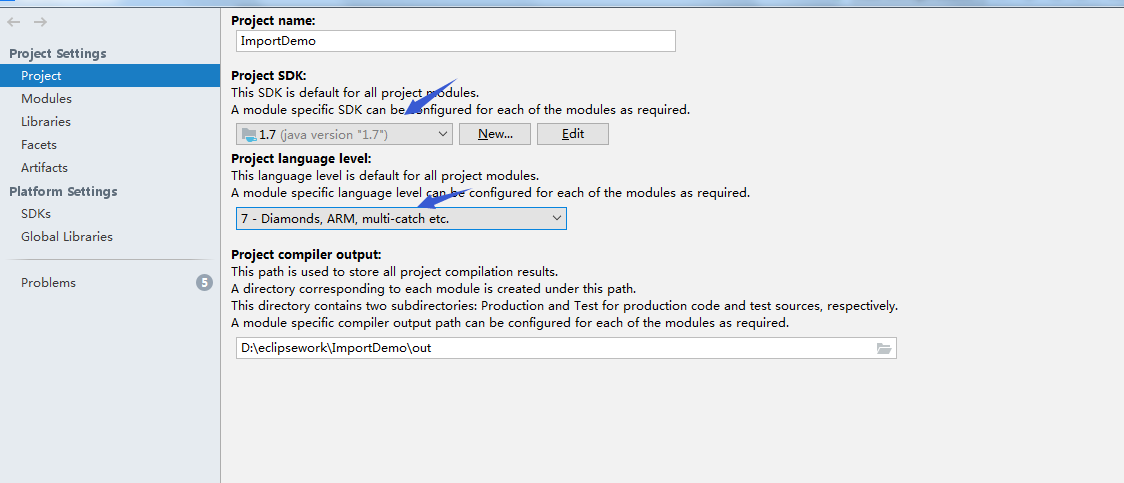 Project name:
ImportDemo
Project Settings
Project
Modules
Libraries
Facets
Artifacts
Platform Settings
SDKs
Global Libraries
Problems
5
Project SDK:
This SDK is default for all project modules.
A module specific SDK can be configured for each of the modules as required.
1.7 (java version "1.7")
New...
Edit
Project language level:
This language level is default for all project modules.
A module specific language level can be configured for each of the modules as required.
7 - Diamonds, ARM, multi-catch etc.
Project compiler output:
This path is used to store all project compilation results.
A directory corresponding to each module is created under this path.
This directory contains two subdirectories: Production and Test for production code and test sources, respectively.
A module specific compiler output path can be configured for each of the modules as required.
D:\eclipsework\ImportDemo\out